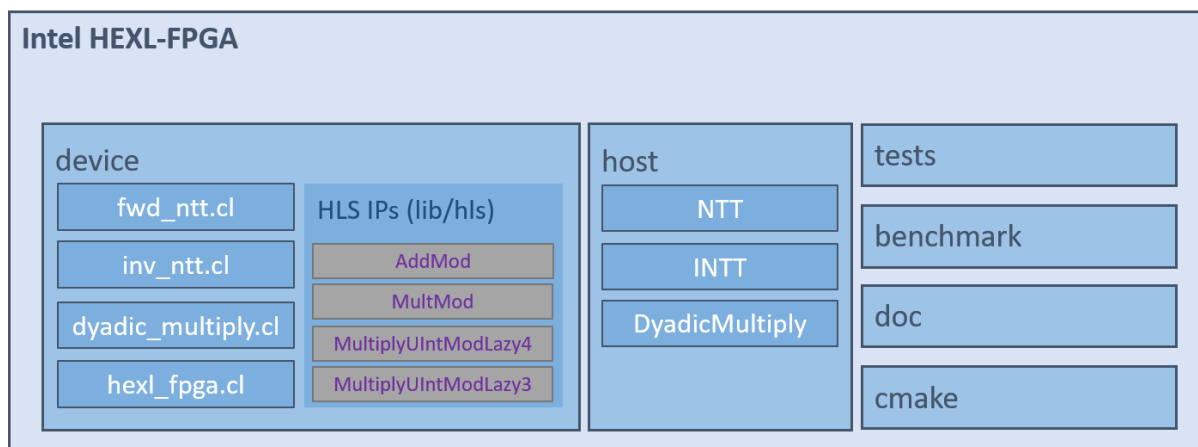 Intel HEXL-FPGA
device
fwd_ntt.cl
inv_ntt.cl
dyadic_multiply.cl
hexl_fpga.cl
HLS IPs (lib/hls)
AddMod
MultMod
MultiplyUIntModLazy4
MultiplyUIntModLazy3
host
NTT
INTT
DyadicMultiply
tests
benchmark
doc
cmake